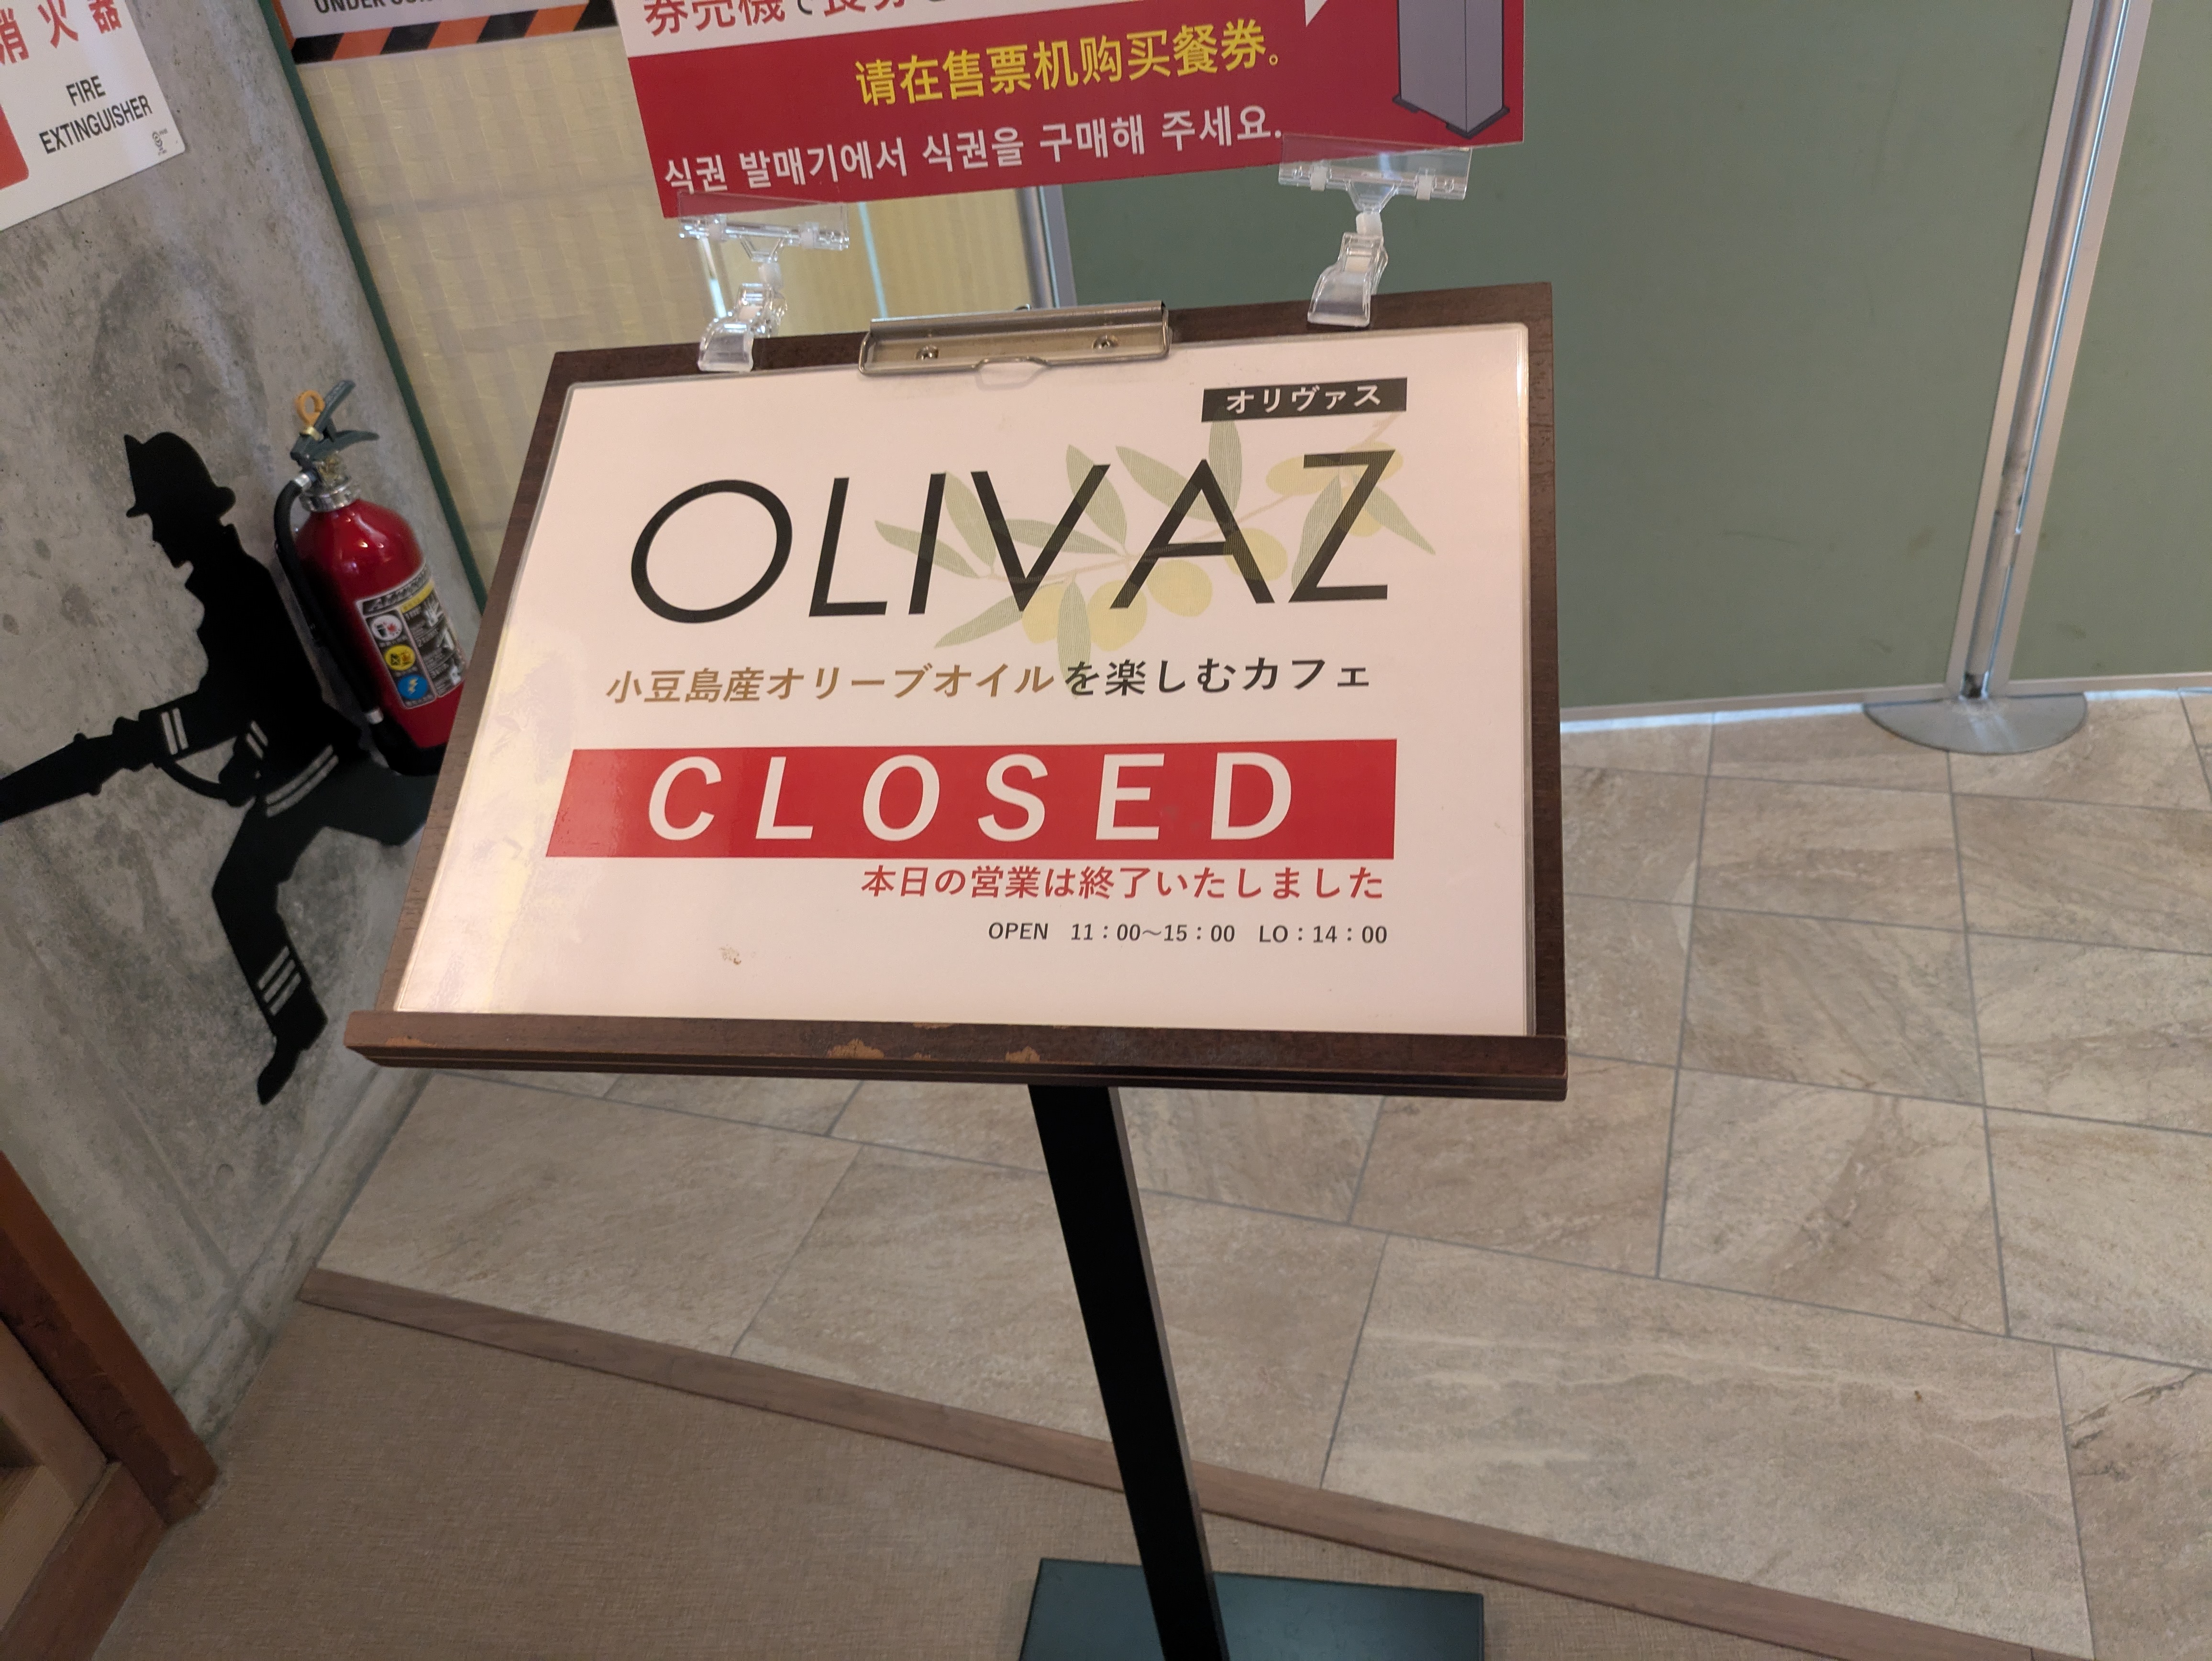 消火器
FIRE
EXTINGUISHER
UNDER
券売機で
请在售票机购买餐券。
식권 발매기에서 식권을 구매해 주세요.
オリヴァス
OLIVAZ
小豆島産オリーブオイルを楽しむカフェ
CLOSED
本日の営業は終了いたしました
OPEN 11：00～15：00 LO：14：00